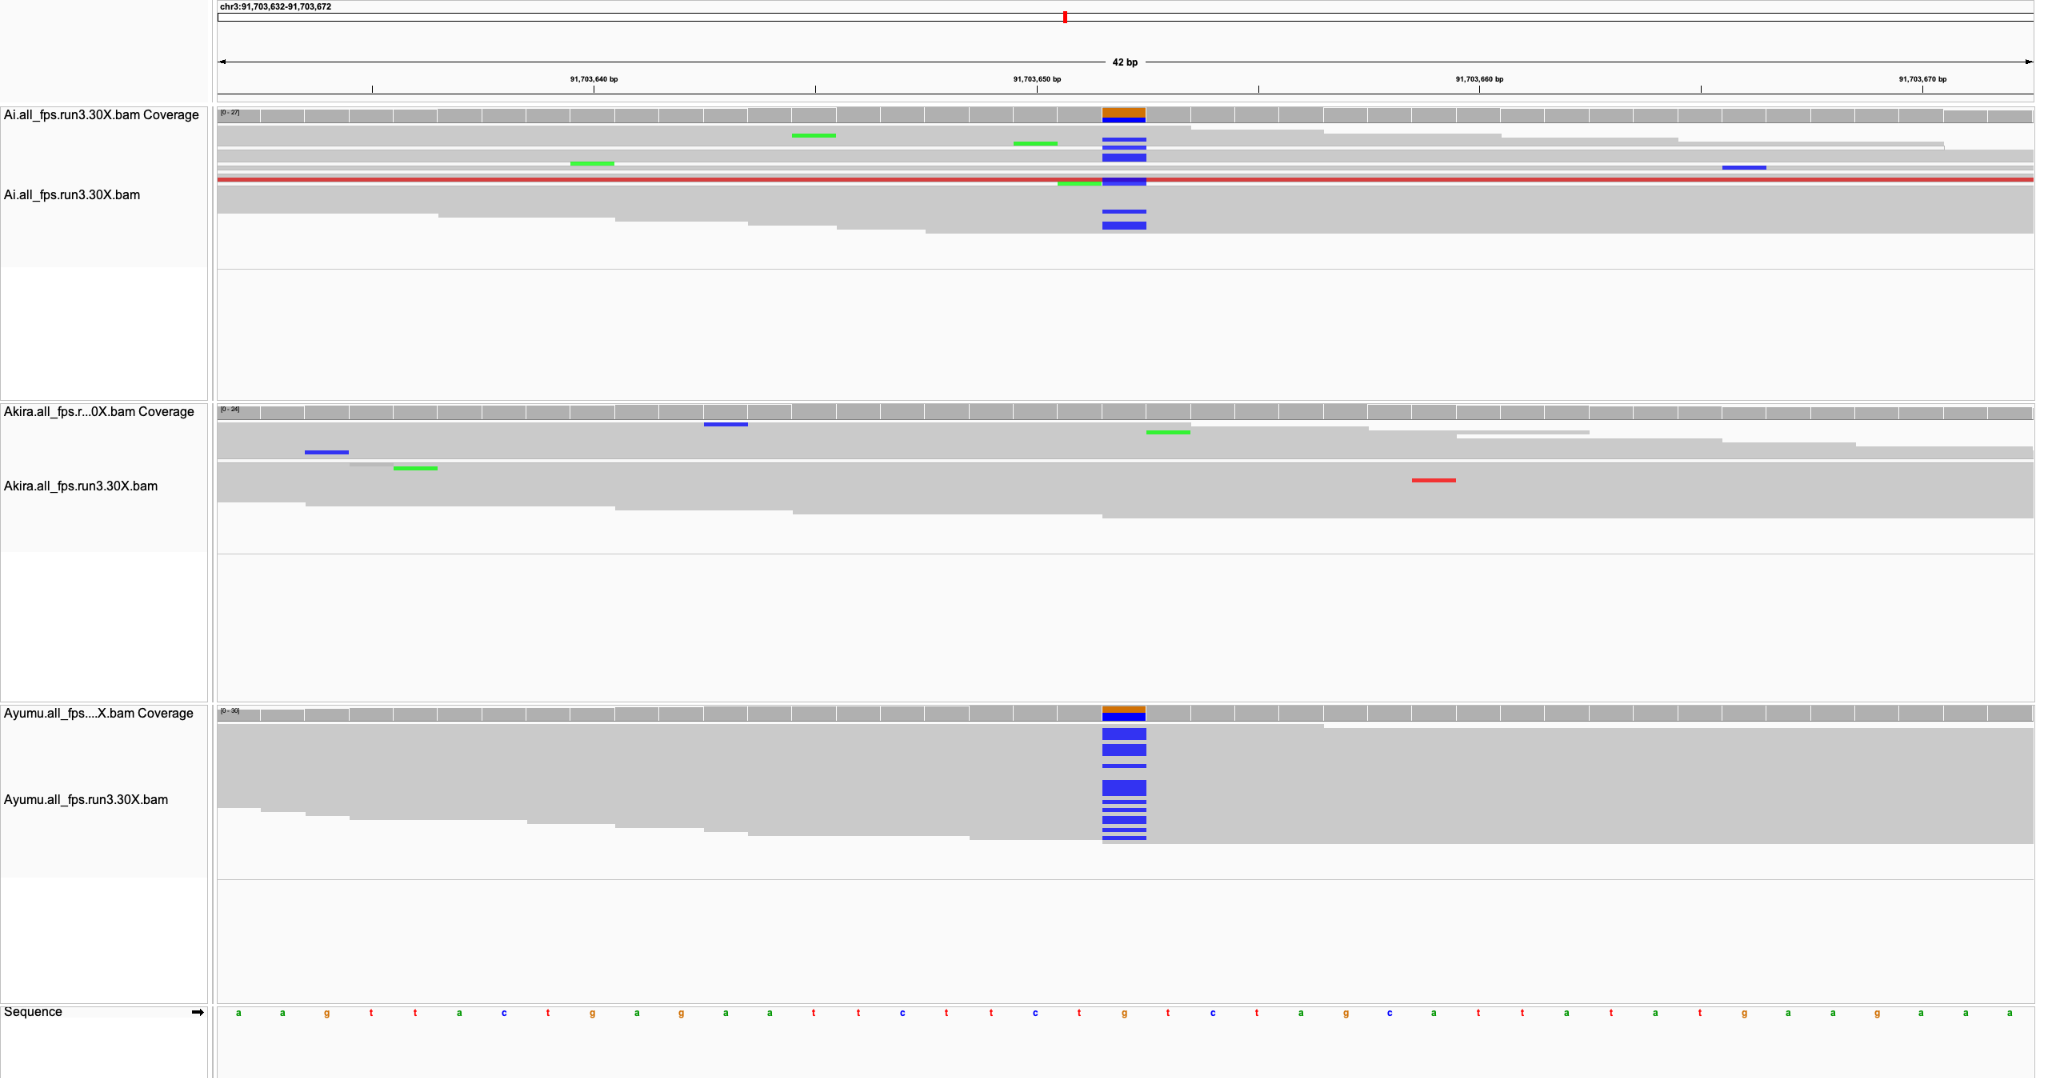 chr3:91,703,632-91,703,672
42 bp
91,703,640 bp 91,703,650 bp 91,703,660 bp 91,703,670 bp
Ai.all_fps.run3.30X.bam Coverage
[0 - 27]
Ai.all_fps.run3.30X.bam
Akira.all_fps.r...0X.bam Coverage
[0 - 24]
Akira.all_fps.run3.30X.bam
Ayumu.all_fps....X.bam Coverage
[0 - 30]
Ayumu.all_fps.run3.30X.bam
Sequence a a g t t a c t g a g a a t t c t t c t g t c t a g c a t t a t a t g a a g a a a